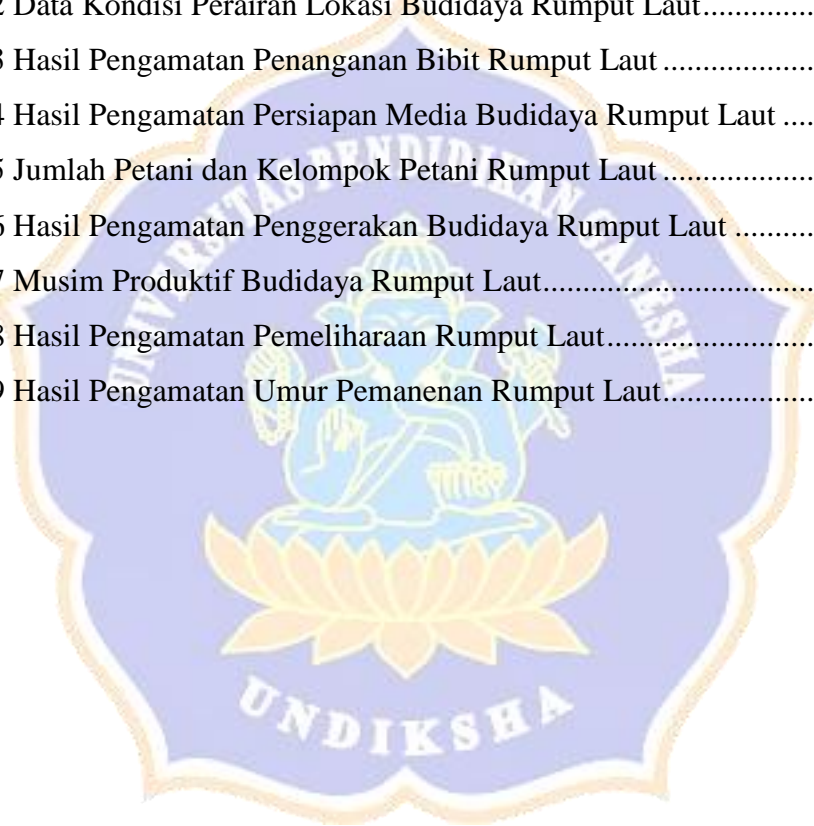 2 Data Kondisi Perairan Lokasi Budidaya Rumput Laut..............
3 Hasil Pengamatan Penanganan Bibit Rumput Laut ...................
4 Hasil Pengamatan Persiapan Media Budidaya Rumput Laut ....
5 Jumlah Petani dan Kelompok Petani Rumput Laut ...................
6 Hasil Pengamatan Penggerakan Budidaya Rumput Laut ..........
7 Musim Produktif Budidaya Rumput Laut..................................
8 Hasil Pengamatan Pemeliharaan Rumput Laut..........................
9 Hasil Pengamatan Umur Pemanenan Rumput Laut...................
UNIVERSITAS PENDIDIKAN GANESHA
UNDIKSHA